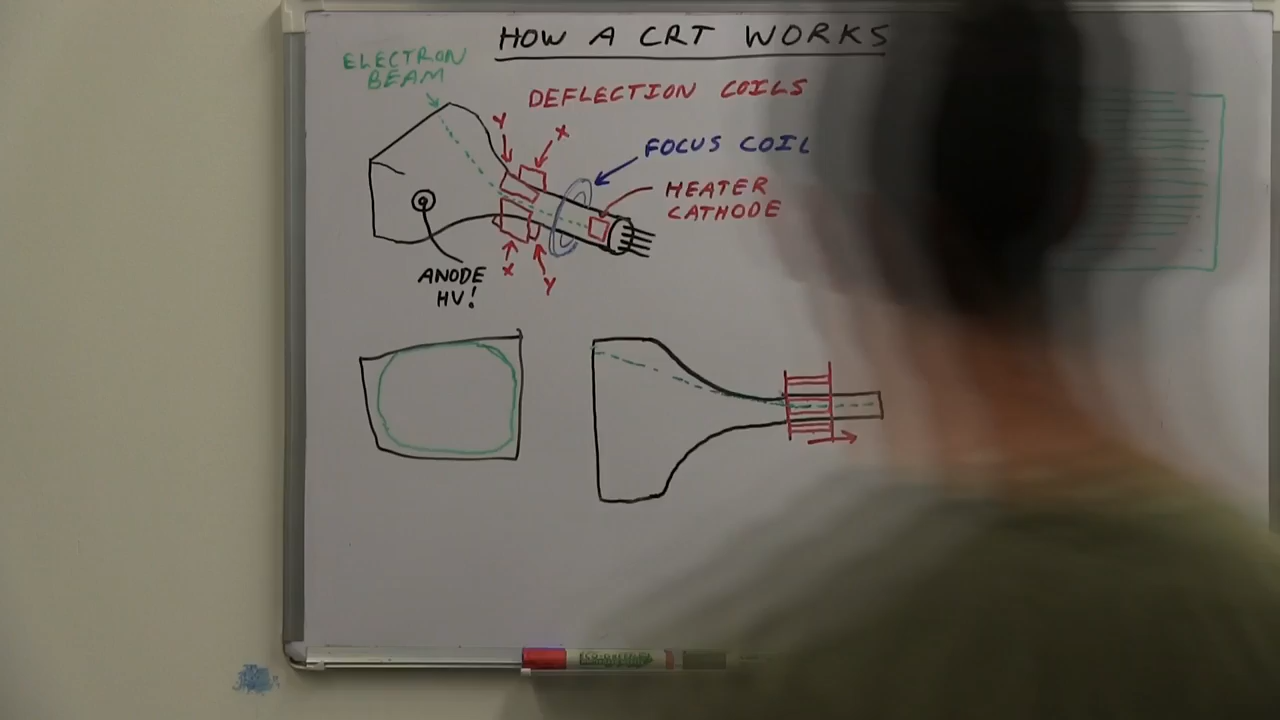 HOW A CRT WORKS
ELECTRON
BEAM
DEFLECTION COILS
Y
X
FOCUS COIL
HEATER
CATHODE
ANODE
HV!
X
Y